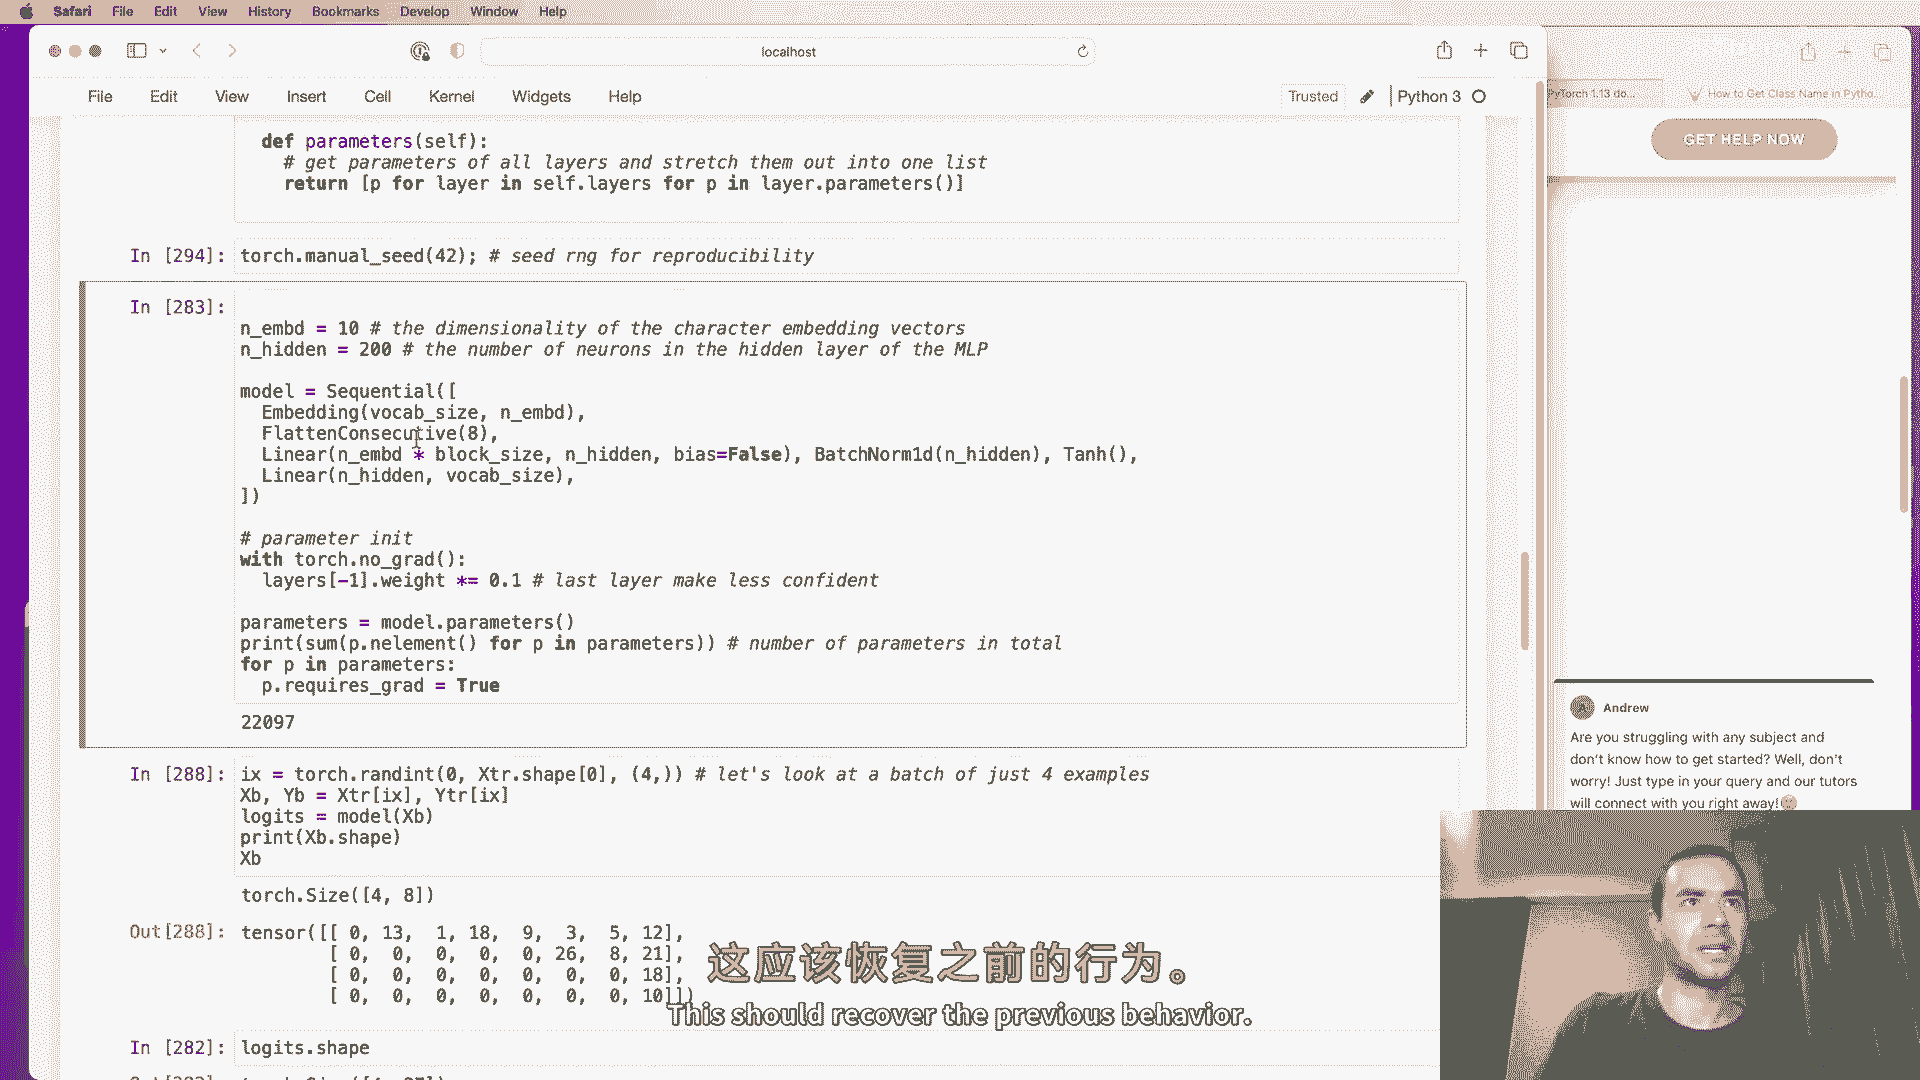 Safari File Edit View History Bookmarks Develop Window Help
localhost
File Edit View Insert Cell Kernel Widgets Help
Trusted
Python 3
PyTorch 1.13 do...
How to Get Class Name in Pytho...
GET HELP NOW
def parameters(self):
# get parameters of all layers and stretch them out into one list
return [p for layer in self.layers for p in layer.parameters()]
In [294]: torch.manual_seed(42); # seed rng for reproducibility
In [283]:
n_embd = 10 # the dimensionality of the character embedding vectors
n_hidden = 200 # the number of neurons in the hidden layer of the MLP
model = Sequential([
Embedding(vocab_size, n_embd),
FlattenConsecutive(8),
Linear(n_embd * block_size, n_hidden, bias=False), BatchNorm1d(n_hidden), Tanh(),
Linear(n_hidden, vocab_size),
])
# parameter init
with torch.no_grad():
layers[-1].weight *= 0.1 # last layer make less confident
parameters = model.parameters()
print(sum(p.nelement() for p in parameters)) # number of parameters in total
for p in parameters:
p.requires_grad = True
22097
In [288]: ix = torch.randint(0, Xtr.shape[0], (4,)) # let's look at a batch of just 4 examples
Xb, Yb = Xtr[ix], Ytr[ix]
logits = model(Xb)
print(Xb.shape)
Xb
torch.Size([4, 8])
Out[288]: tensor([[ 0, 13, 1, 18, 9, 3, 5, 12],
[ 0, 0, 0, 0, 0, 26, 8, 21],
[ 0, 0, 0, 0, 0, 0, 0, 18],
[ 0, 0, 0, 0, 0, 0, 0, 10]])
In [282]: logits.shape
Andrew
Are you struggling with any subject and
don't know how to get started? Well, don't
worry! Just type in your query and our tutors
will connect with you right away!
这应该恢复之前的行为。
This should recover the previous behavior.